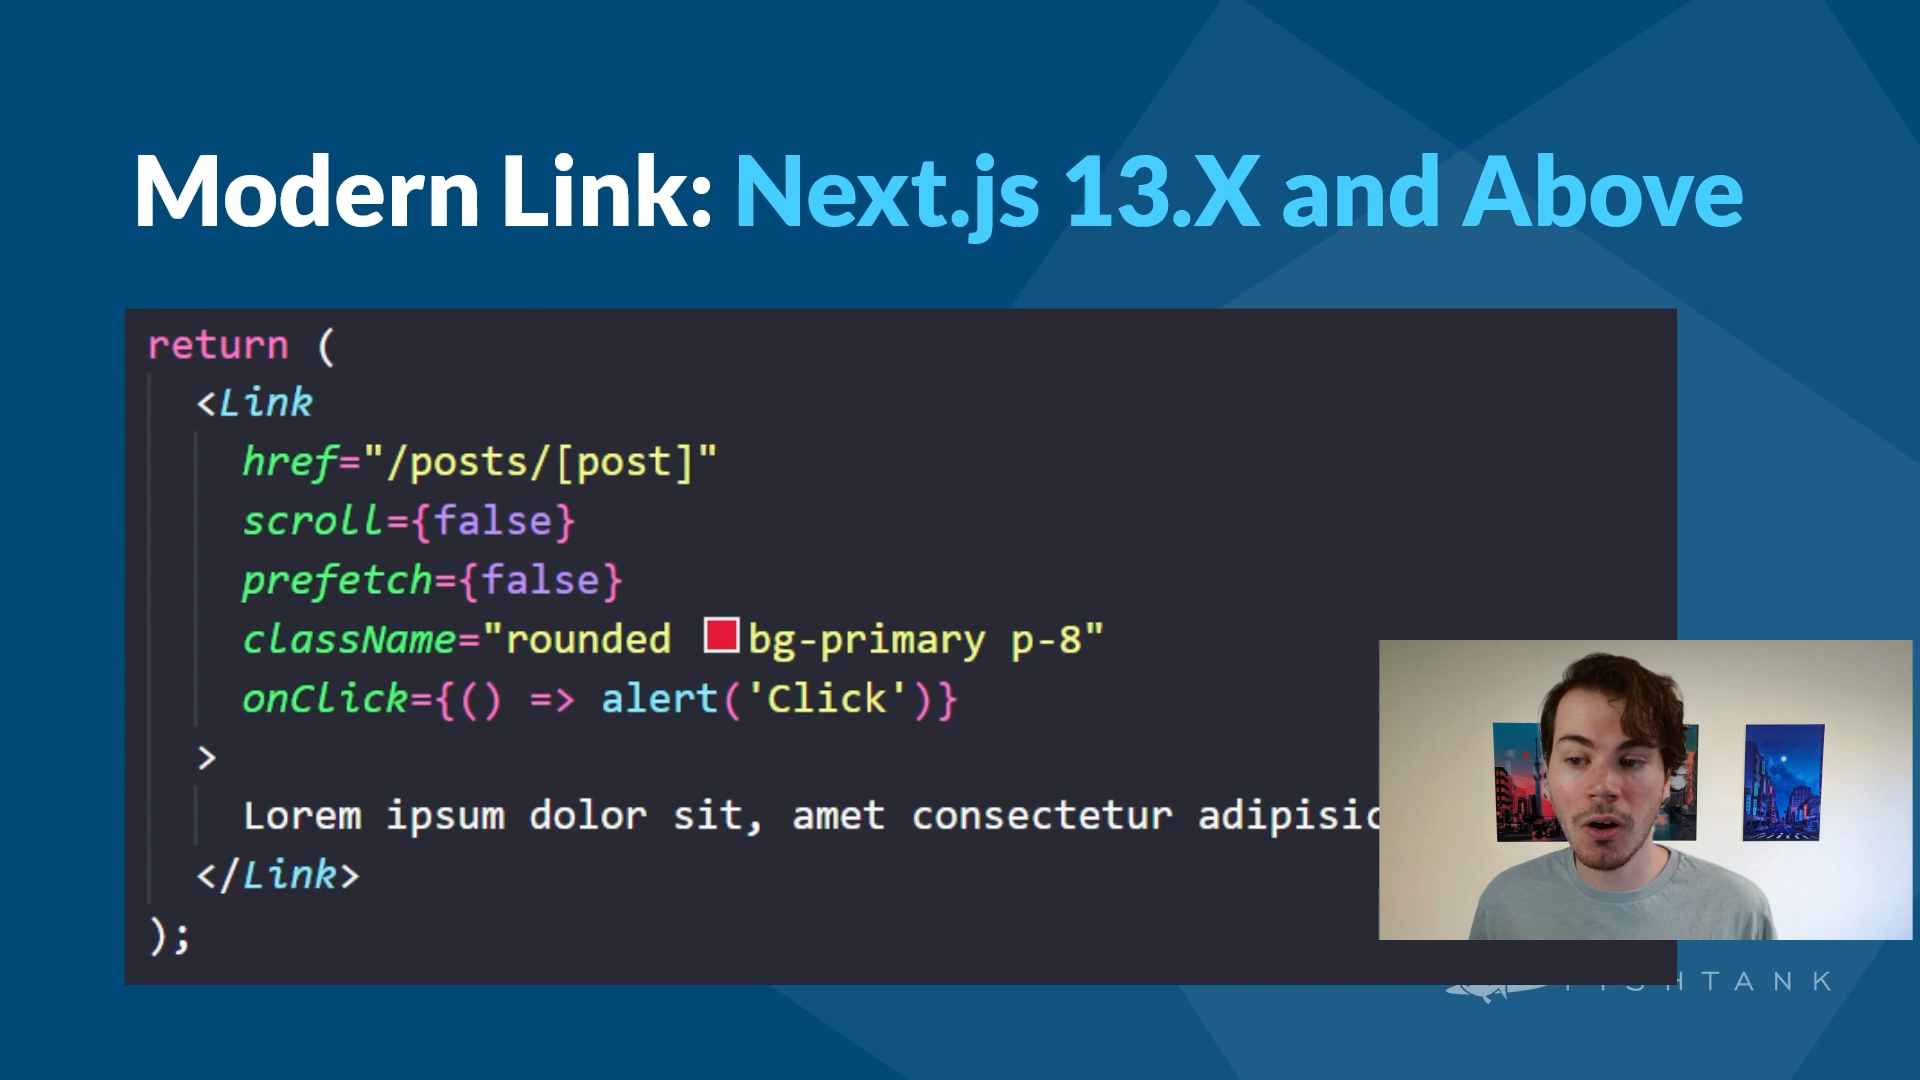 Modern Link: Next.js 13.X and Above
return (
<Link
href="/posts/[post]"
scroll={false}
prefetch={false}
className="rounded bg-primary p-8"
onClick={() => alert('Click')}
>
Lorem ipsum dolor sit, amet consectetur
</Link>
);